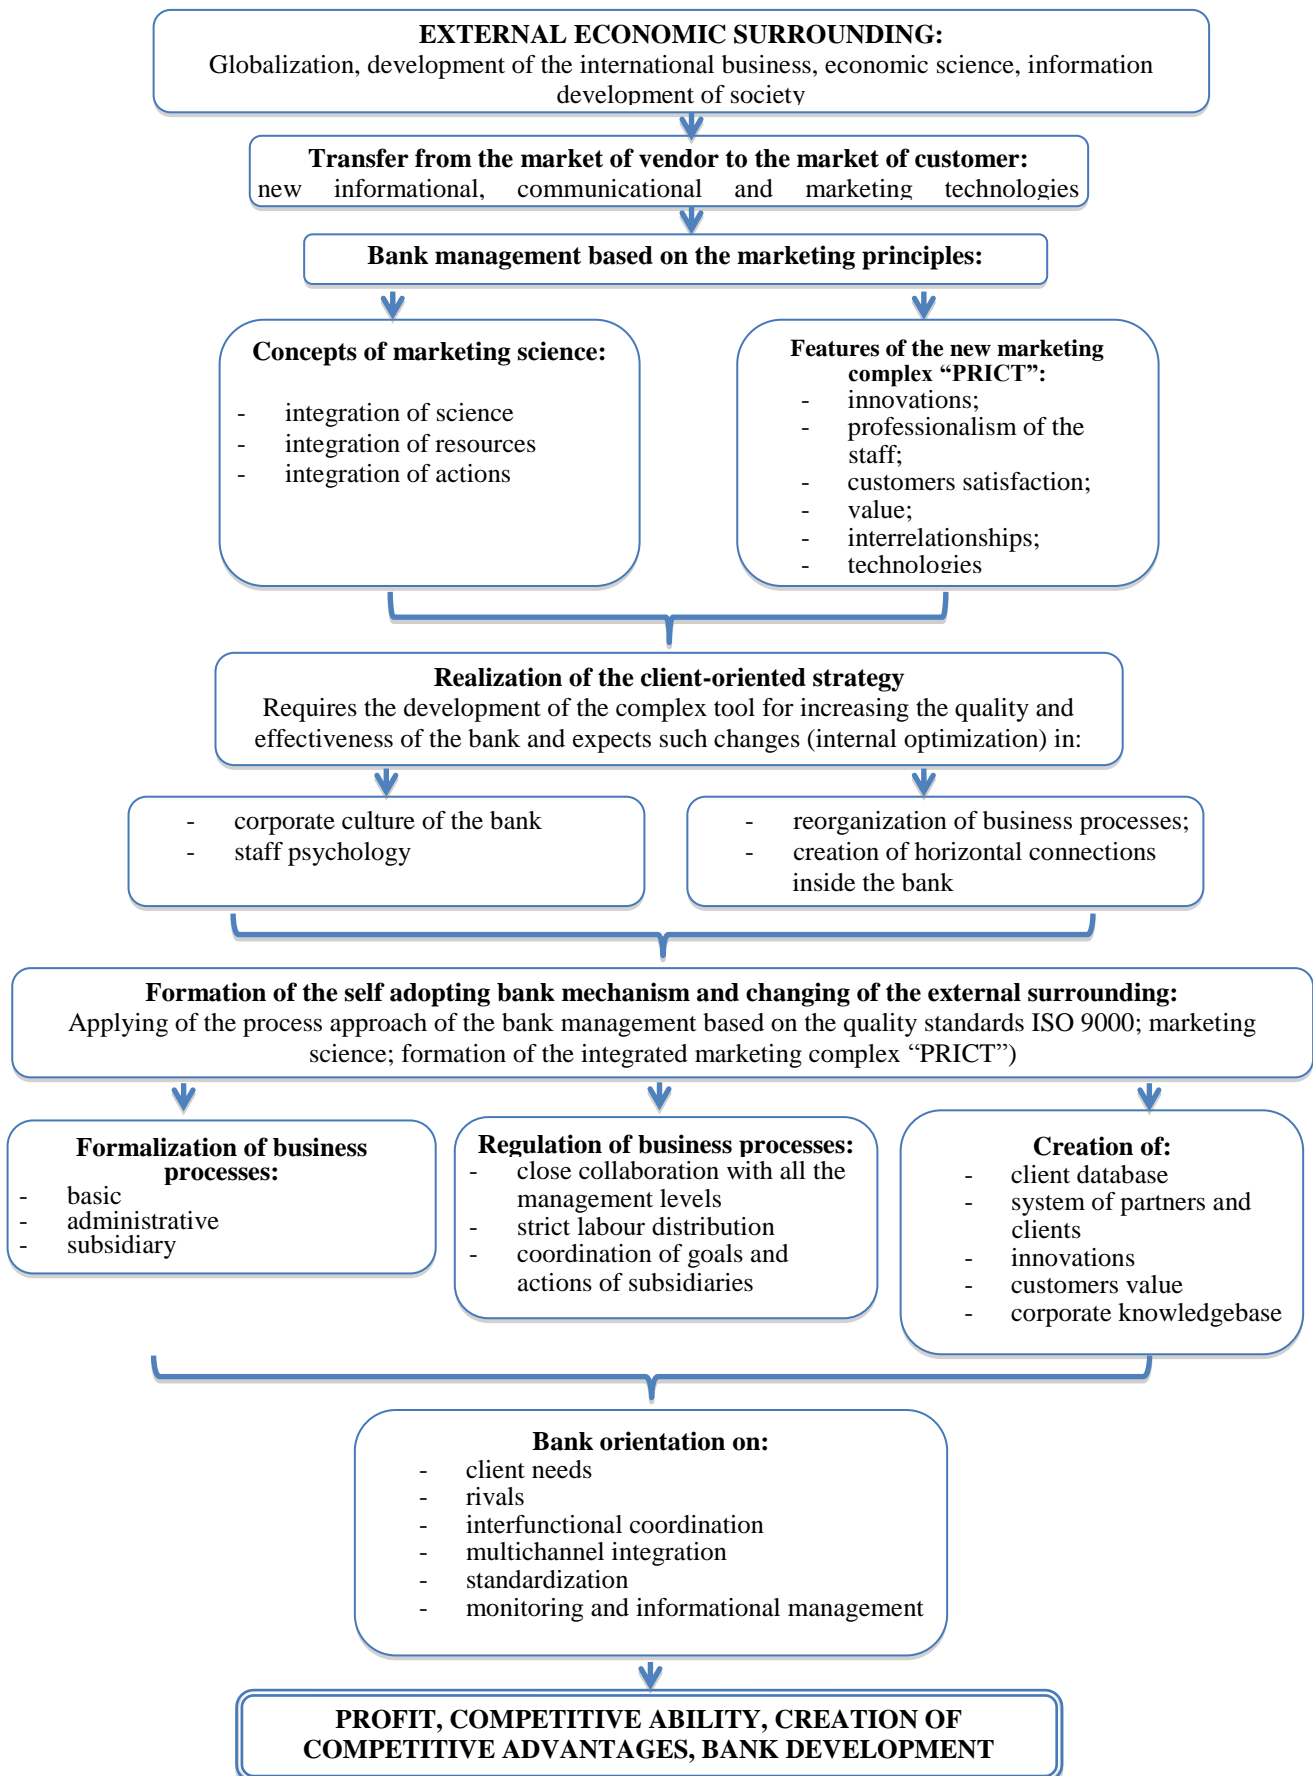 EXTERNAL ECONOMIC SURROUNDING:
Globalization, development of the international business, economic science, information
development of society
Transfer from the market of vendor to the market of customer:
new informational, communicational and marketing technologies
Bank management based on the marketing principles:
Concepts of marketing science:
- integration of science
- integration of resources
- integration of actions
Features of the new marketing
complex “PRICT”:
- innovations;
- professionalism of the
staff;
- customers satisfaction;
- value;
- interrelationships;
- technologies
Realization of the client-oriented strategy
Requires the development of the complex tool for increasing the quality and
effectiveness of the bank and expects such changes (internal optimization) in:
- corporate culture of the bank
- staff psychology
- reorganization of business processes;
- creation of horizontal connections
inside the bank
Formation of the self adopting bank mechanism and changing of the external surrounding:
Applying of the process approach of the bank management based on the quality standards ISO 9000; marketing
science; formation of the integrated marketing complex “PRICT”)
Formalization of business
processes:
- basic
- administrative
- subsidiary
Regulation of business processes:
- close collaboration with all the
management levels
- strict labour distribution
- coordination of goals and
actions of subsidiaries
Creation of:
- client database
- system of partners and
clients
- innovations
- customers value
- corporate knowledgebase
Bank orientation on:
- client needs
- rivals
- interfunctional coordination
- multichannel integration
- standardization
- monitoring and informational management
PROFIT, COMPETITIVE ABILITY, CREATION OF
COMPETITIVE ADVANTAGES, BANK DEVELOPMENT